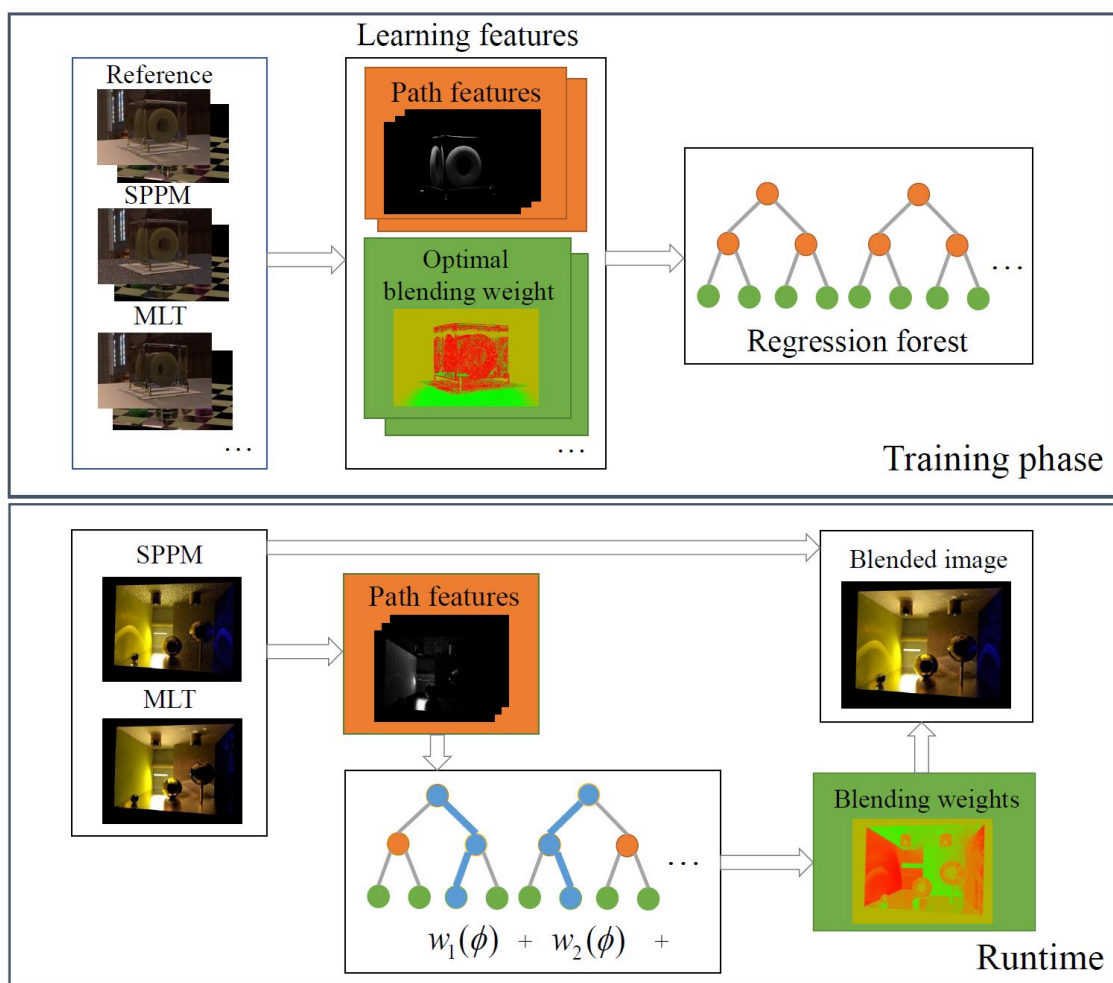 Learning features
Reference
SPPM
MLT
...
Path features
Optimal
blending weight
...
...
Regression forest
Training phase
SPPM
MLT
Path features
Blended image
...
w₁(ϕ) + w₂(ϕ) +
Blending weights
Runtime